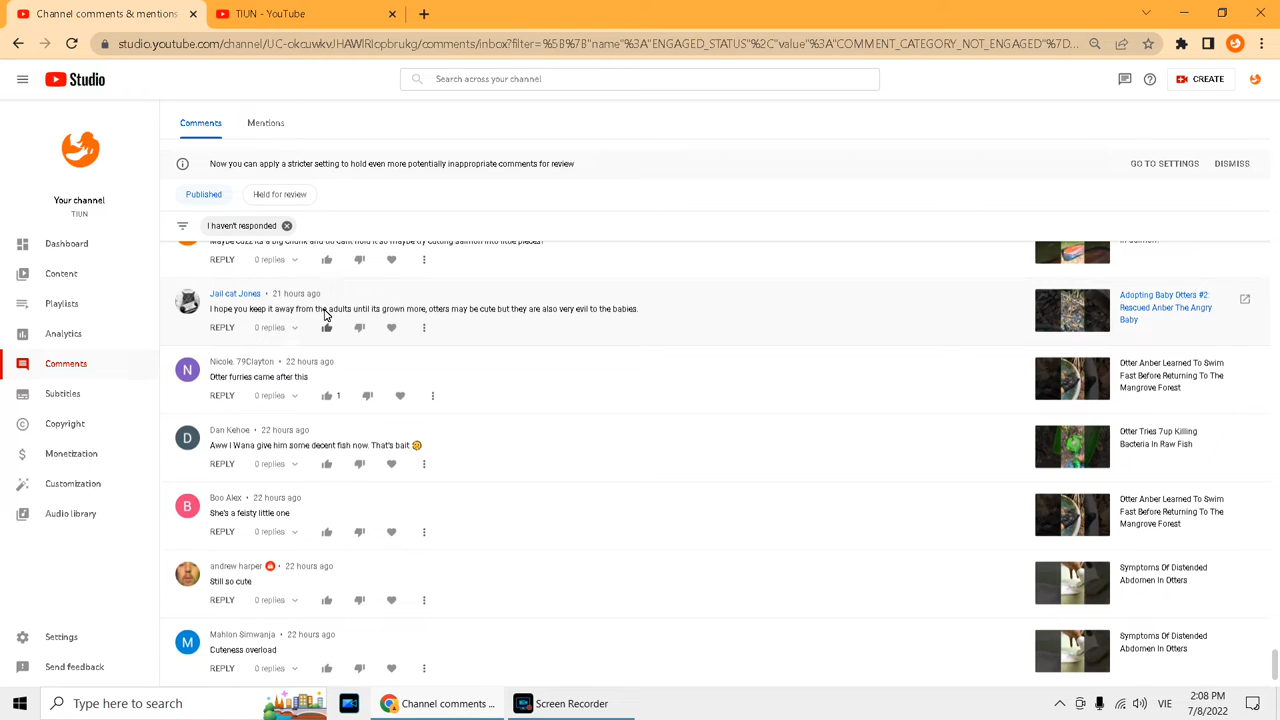 Comments & mentions
TIUN - YouTube
studio.youtube.com/channel/UCfXJWRIropbrukg/comments/inbox?filter=%5B%7B"name"%3A"ENGAGED_STATUS"%2C"value"%3A"COMMENT_CATEGORY_NOT_ENGAGED"%7D...
Studio
Search across your channel
CREATE
Your channel
TIUN
Dashboard
Content
Playlists
Analytics
Comments
Subtitles
Copyright
Monetization
Customization
Audio library
Settings
Send feedback
Comments Mentions
Now you can apply a stricter setting to hold even more potentially inappropriate comments for review
GO TO SETTINGS DISMISS
Published Held for review
I haven't responded
REPLY 0 replies
Jail cat Jones • 21 hours ago
I hope you keep it away from the adults until its grown more, otters may be cute but they are also very evil to the babies.
REPLY 0 replies
Adopting Baby Otters #2:
Rescued Anber The Angry
Baby
Nicole. 79Clayton • 22 hours ago
Otter furries came after this
REPLY 0 replies 1
Otter Anber Learned To Swim
Fast Before Returning To The
Mangrove Forest
Dan Kehoe • 22 hours ago
Aww I Wana give him some decent fish now. That's bait
REPLY 0 replies
Otter Tries 7up Killing
Bacteria In Raw Fish
Boo Alex • 22 hours ago
She's a feisty little one
REPLY 0 replies
Otter Anber Learned To Swim
Fast Before Returning To The
Mangrove Forest
andrew harper • 22 hours ago
Still so cute
REPLY 0 replies
Symptoms Of Distended
Abdomen In Otters
Mahlon Simwanja • 22 hours ago
Cuteness overload
REPLY 0 replies
Symptoms Of Distended
Abdomen In Otters
Type here to search
Channel comments ...
Screen Recorder
VIE
2:08 PM
7/8/2022